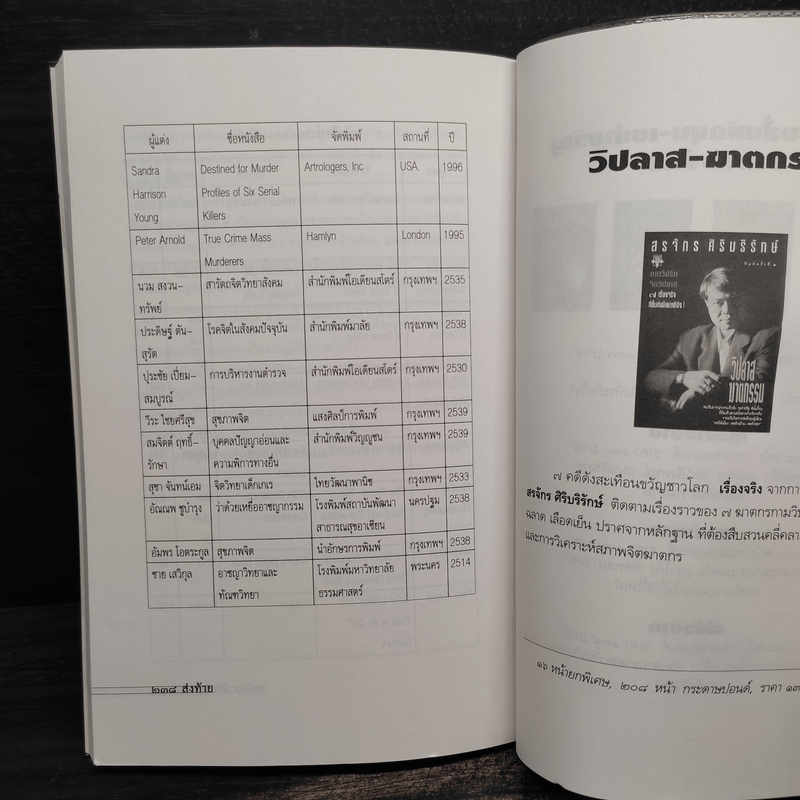 ผู้แต่ง ชื่อหนังสือ จัดพิมพ์ สถานที่ ปี
Sandra Destined for Murder Artrologers, Inc USA. 1996
Harrison Profiles of Six Serial
Young Killers
Peter Arnold True Crime Mass Hamlyn London 1995
Murderers
นวม สงวน- สารัตถจิตวิทยาสังคม สำนักพิมพ์โอเดียนสโตร์ กรุงเทพฯ 2535
ทรัพย์
ประดิษฐ์ ตัน- โรคจิตในสังคมปัจจุบัน สำนักพิมพ์มาลัย กรุงเทพฯ 2538
สุรัต
ปุระชัย เปี่ยม- การบริหารงานตำรวจ สำนักพิมพ์โอเดียนสโตร์ กรุงเทพฯ 2530
สมบูรณ์
วีระ ไชยศรีสุข สุขภาพจิต แสงศิลป์การพิมพ์ กรุงเทพฯ 2539
สมจิตต์ ฤทธิ์- บุคคลปัญญาอ่อนและ สำนักพิมพ์วิญญูชน กรุงเทพฯ 2539
รักษา ความพิการทางอื่น
สุชา จันทน์เอม จิตวิทยาเด็กเกเร ไทยวัฒนาพานิช กรุงเทพฯ 2533
อัณณพ ชูบำรุง ว่าด้วยเหยื่ออาชญากรรม โรงพิมพ์สถาบันพัฒนา นครปฐม 2538
สาธารณสุขอาเซียน
อัมพร โอตระกูล สุขภาพจิต นำอักษรการพิมพ์ กรุงเทพฯ 2538
ชาย เสวิกุล อาชญาวิทยาและ โรงพิมพ์มหาวิทยาลัย พระนคร 2514
ทัณฑวิทยา ธรรมศาสตร์
๒๓๘ ส่งท้าย
วิปลาส-ฆาตกร
สรจักร ศิริบริรักษ์
วิปลาส
ฆาตกรรม
๗ คดีดังสะเทือนขวัญชาวโลก เรื่องจริง จากกา
สรจักร ศิริบริรักษ์ ติดตามเรื่องราวของ ๗ ฆาตกรกามวิป
ฉลาด เลือดเย็น ปราศจากหลักฐาน ที่ต้องสืบสวนคลี่คลา
และการวิเคราะห์สภาพจิตฆาตกร
๑๖ หน้ายกพิเศษ, ๒๐๘ หน้า กระดาษปอนด์, ราคา ๑๓